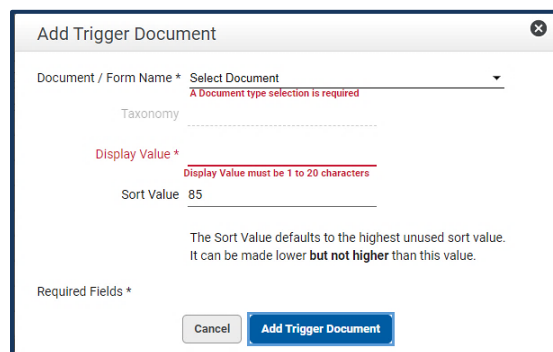 Add Trigger Document
Document / Form Name * Select Document
A Document type selection is required
Taxonomy
Display Value *
Display Value must be 1 to 20 characters
Sort Value 85
The Sort Value defaults to the highest unused sort value.
It can be made lower but not higher than this value.
Required Fields *
Cancel Add Trigger Document